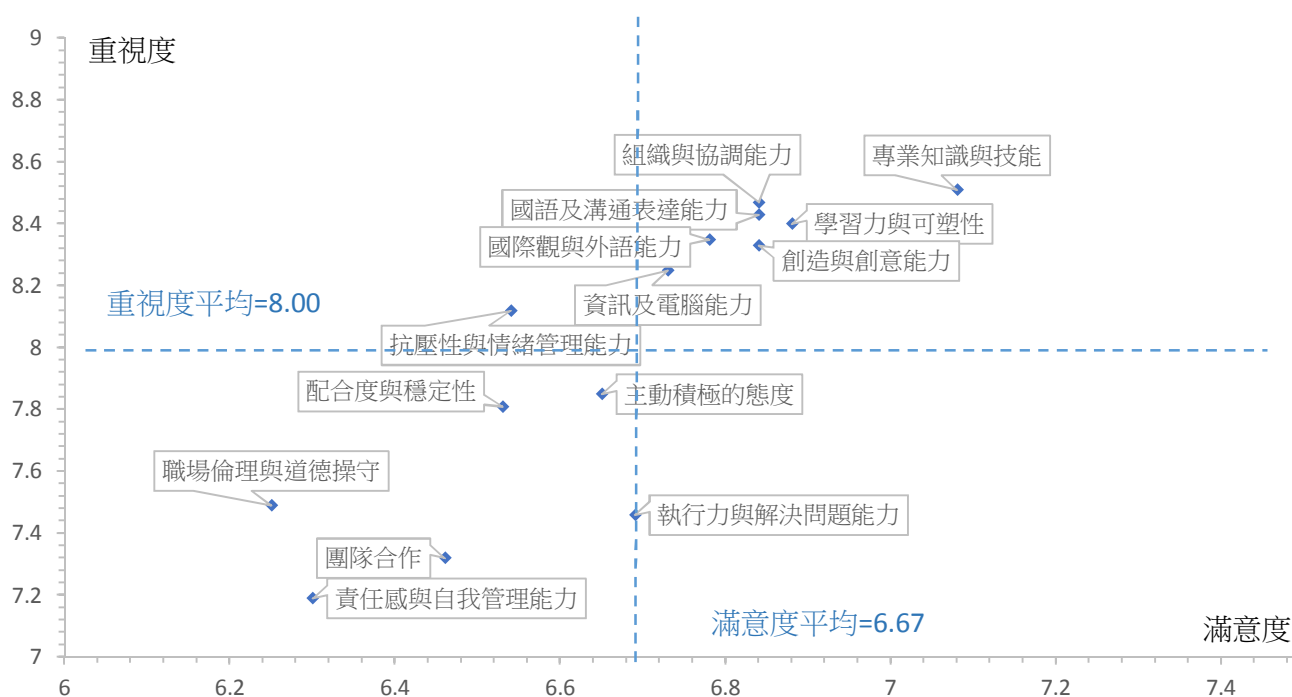 9
重視度
8.8
8.6
組織與協調能力
專業知識與技能
8.4
國語及溝通表達能力
學習力與可塑性
國際觀與外語能力
創造與創意能力
8.2
重視度平均=8.00
資訊及電腦能力
8
抗壓性與情緒管理能力
7.8
配合度與穩定性
主動積極的態度
7.6
職場倫理與道德操守
7.4
執行力與解決問題能力
團隊合作
7.2
責任感與自我管理能力
滿意度平均=6.67
滿意度
7
6
6.2
6.4
6.6
6.8
7
7.2
7.4